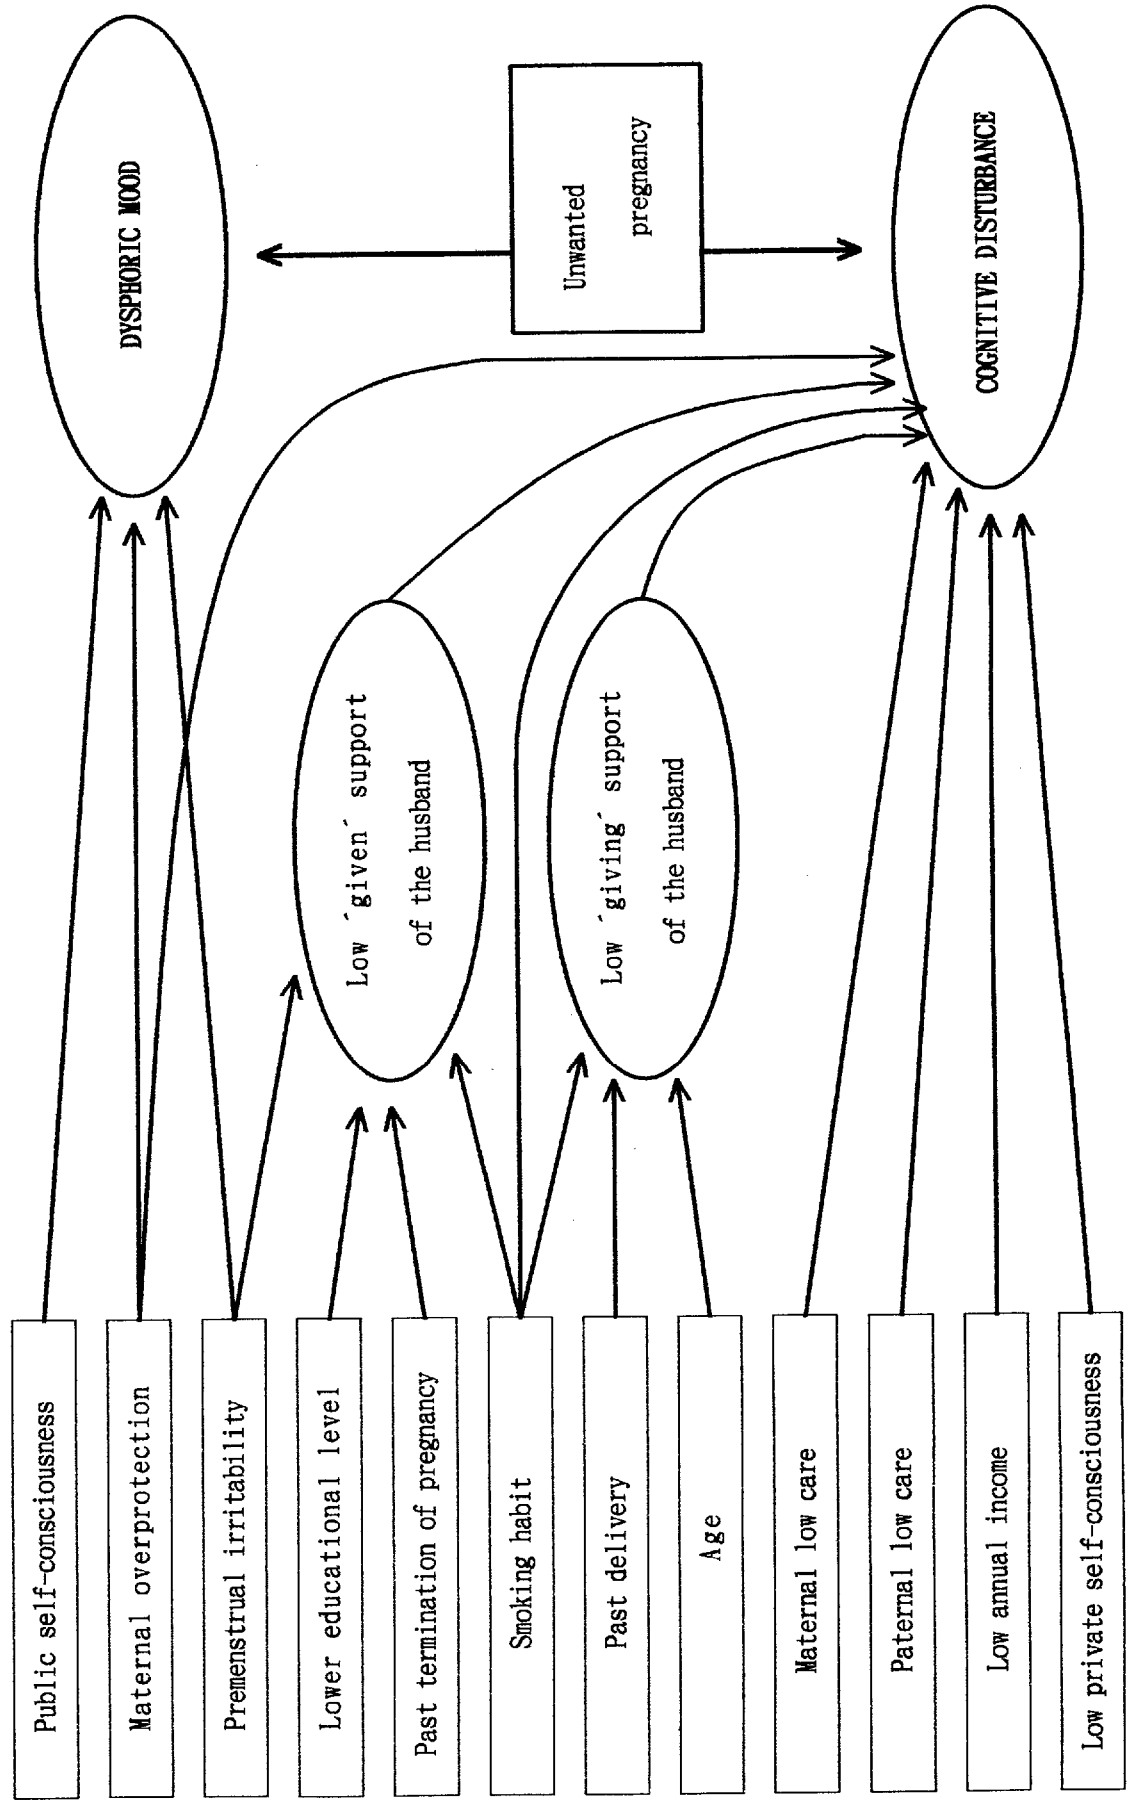 Public self-consciousness
Maternal overprotection
Premenstrual irritability
Lower educational level
Past termination of pregnancy
Smoking habit
Past delivery
Age
Maternal low care
Paternal low care
Low annual income
Low private self-consciousness
Low ´given´ support
of the husband
Low ´giving´ support
of the husband
DYSPHORIC MOOD
Unwanted
pregnancy
COGNITIVE DISTURBANCE